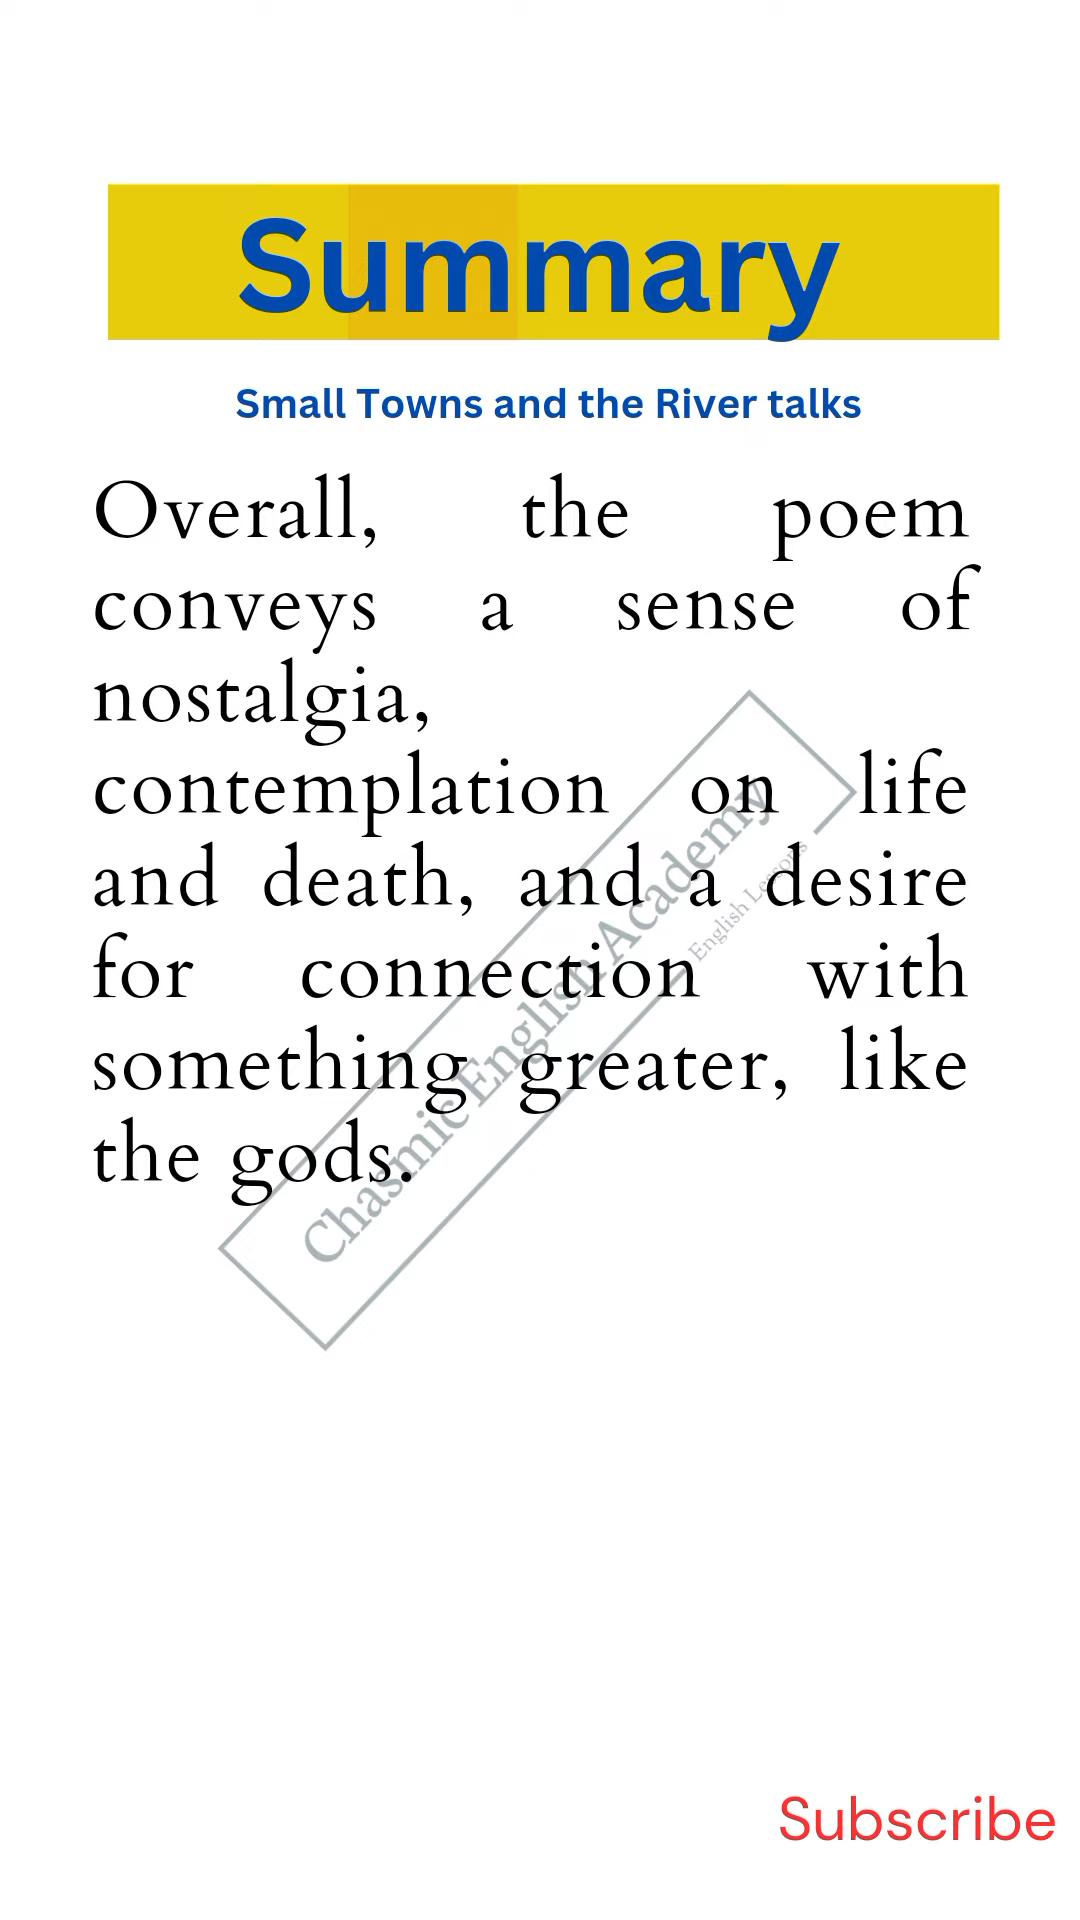 Summary
Small Towns and the River talks
Overall, the poem
conveys a sense of
nostalgia,
contemplation on life
and death, and a desire
for connection with
something greater, like
the gods.
Chasmic English Academy
English Lessons
Subscribe